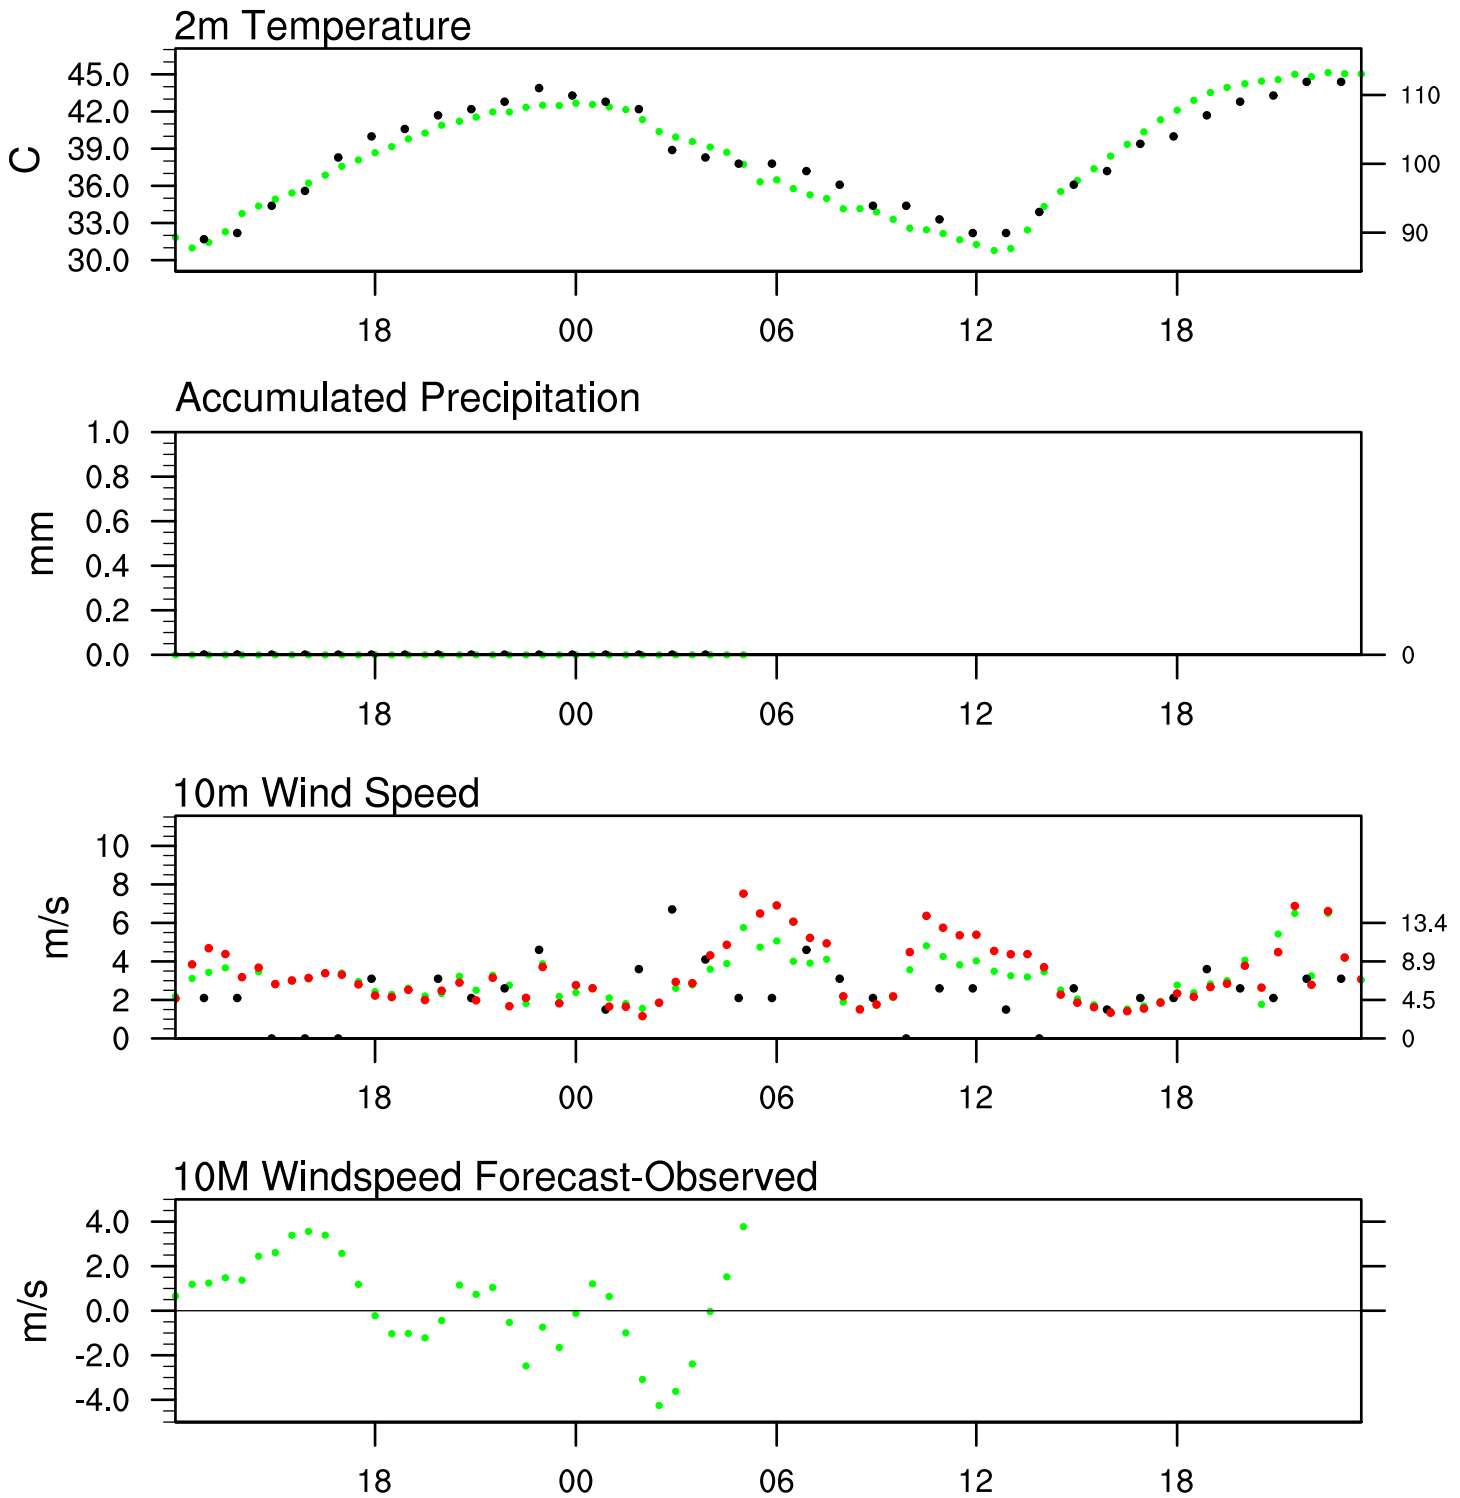 2m Temperature
45.0
42.0
39.0
36.0
33.0
30.0
C
110
100
90
18 00 06 12 18
Accumulated Precipitation
1.0
0.8
0.6
0.4
0.2
0.0
mm
0
18 00 06 12 18
10m Wind Speed
10
8
6
4
2
0
m/s
13.4
8.9
4.5
0
18 00 06 12 18
10M Windspeed Forecast-Observed
4.0
2.0
0.0
-2.0
-4.0
m/s
18 00 06 12 18